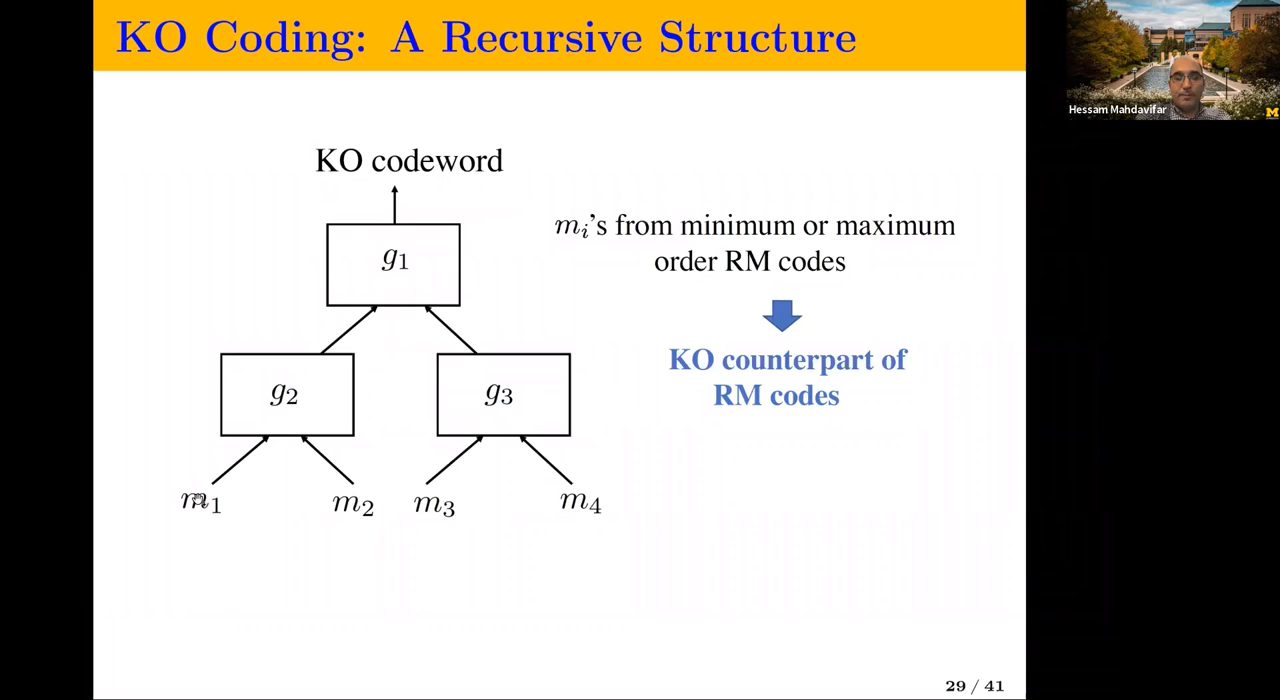 KO Coding: A Recursive Structure
Hessam Mahdavifar
M
KO codeword
g₁
mᵢ's from minimum or maximum
order RM codes
KO counterpart of
RM codes
g₂
g₃
m₁
m₂
m₃
m₄
29 / 41